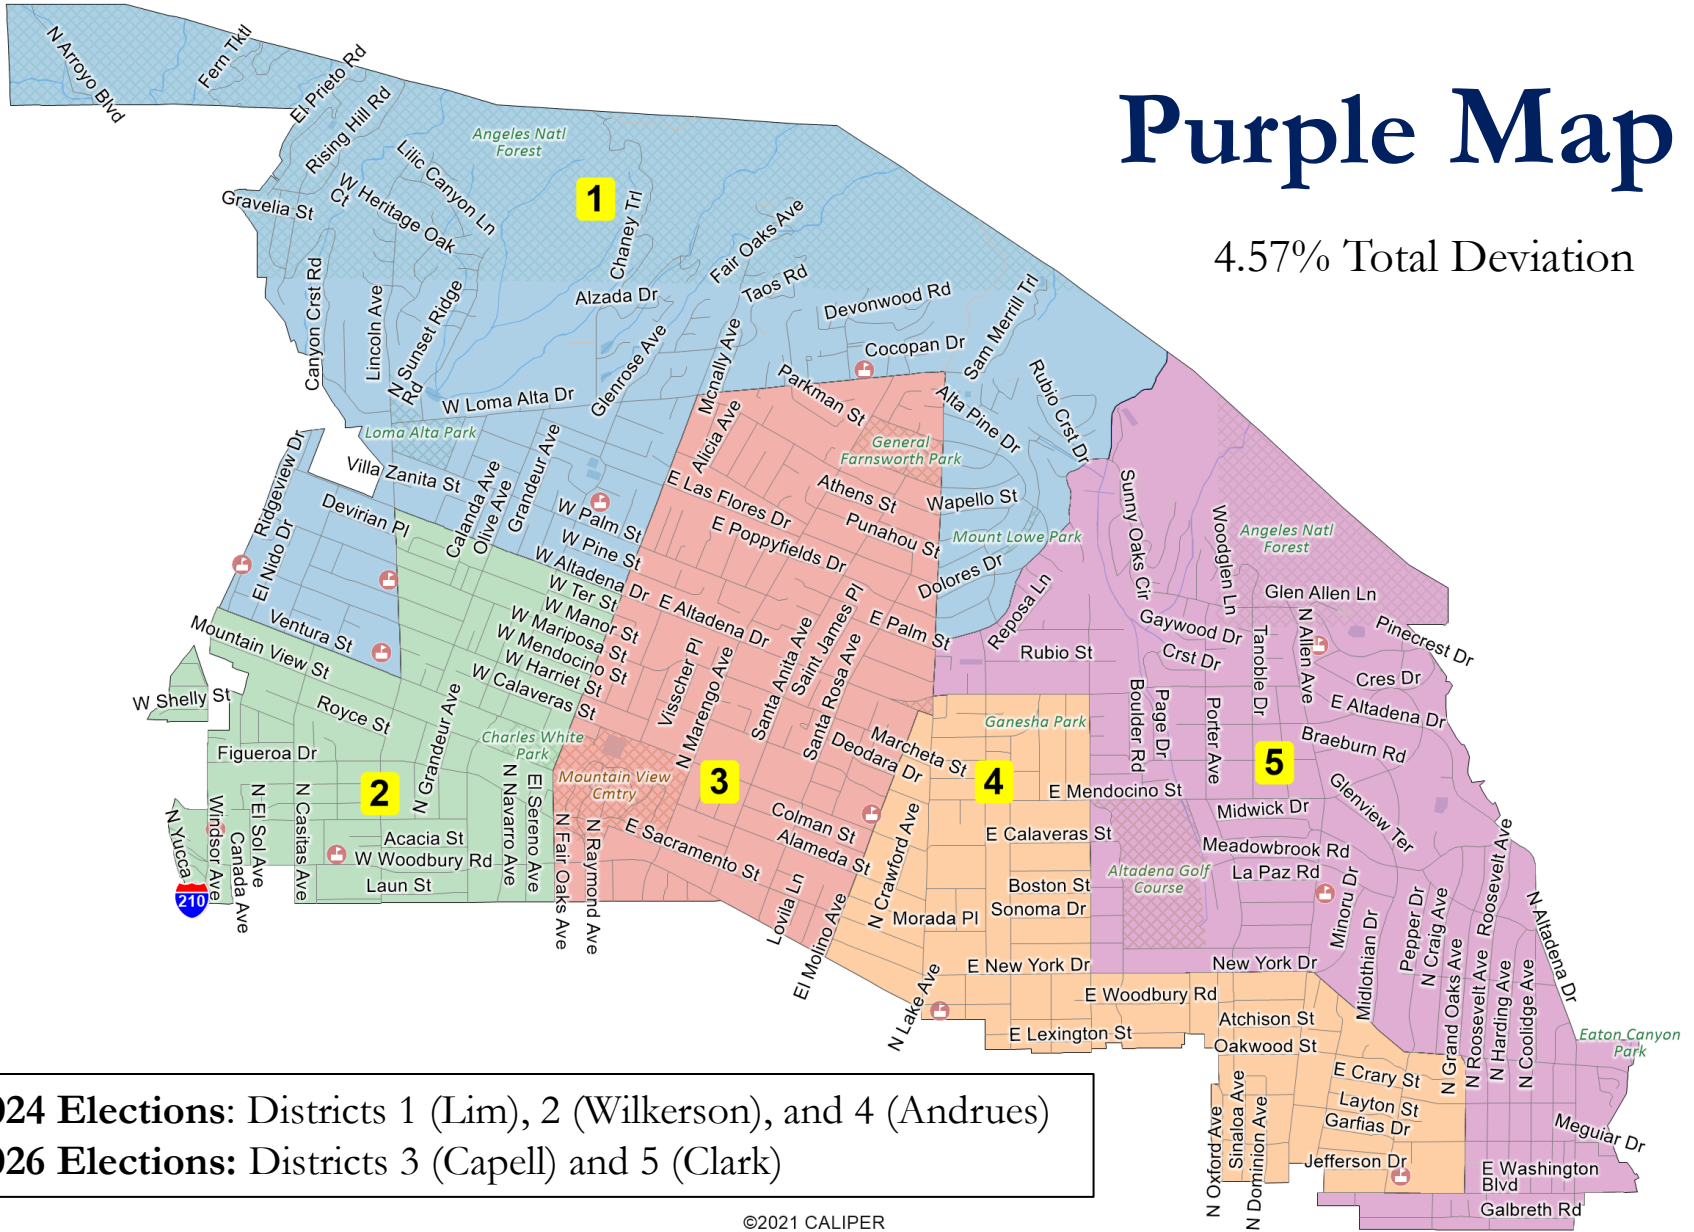 Purple Map
4.57% Total Deviation
N Arroyo Blvd
Fern Tktl
El Prieto Rd
Rising Hill Rd
Lilic Canyon Ln
Angeles Natl
Forest
1
W Heritage Oak
Ct
Gravelia St
Chaney Trl
Fair Oaks Ave
Taos Rd
Alzada Dr
Devonwood Rd
Sam Merrill Trl
Cocopan Dr
Canyon Crst Rd
Lincoln Ave
N Sunset Ridge
Rd
Glenrose Ave
Mcnally Ave
Parkman St
Rubio Crst Dr
Alta Pine Dr
W Loma Alta Dr
Loma Alta Park
Alicia Ave
General
Farnsworth Park
Ridgeview Dr
Villa Zanita St
Calanda Ave
Olive Ave
Grandeur Ave
E Las Flores Dr
Athens St
Wapello St
Sunny Oaks Cir
Devirian Pl
W Palm St
E Poppyfields Dr
Punahou St
Mount Lowe Park
Woodglen Ln
Angeles Natl
Forest
El Nido Dr
W Pine St
W Altadena Dr
Dolores Dr
Reposa Ln
Glen Allen Ln
W Ter St
W Manor St
E Altadena Dr
Saint James Pl
E Palm St
Gaywood Dr
N Allen Ave
Pinecrest Dr
Ventura St
Mountain View St
W Mariposa St
W Mendocino St
W Harriet St
W Calaveras St
Visscher Pl
N Marengo Ave
Santa Anita Ave
Santa Rosa Ave
Rubio St
Crst Dr
Tanoble Dr
Cres Dr
W Shelly St
Royce St
N Grandeur Ave
Boulder Rd
Page Dr
Porter Ave
E Altadena Dr
Charles White
Park
Ganesha Park
Figueroa Dr
Marcheta St
Deodara Dr
Braeburn Rd
2
Mountain View
Cmtry
3
4
5
E Mendocino St
Midwick Dr
Glenview Ter
N Yucca
Windsor Ave
Canada Ave
N El Sol Ave
N Casitas Ave
N Navarro Ave
El Sereno Ave
N Fair Oaks Ave
N Raymond Ave
E Sacramento St
Colman St
Alameda St
N Crawford Ave
E Calaveras St
Acacia St
W Woodbury Rd
Laun St
210
Meadowbrook Rd
La Paz Rd
Altadena Golf
Course
Boston St
Sonoma Dr
Morada Pl
Lovila Ln
El Molino Ave
Minoru Dr
Midlothian Dr
Pepper Dr
N Craig Ave
N Grand Oaks Ave
Roosevelt Ave
N Roosevelt Ave
N Harding Ave
N Coolidge Ave
N Altadena Dr
E New York Dr
New York Dr
N Lake Ave
E Woodbury Rd
E Lexington St
Atchison St
Oakwood St
Eaton Canyon
Park
E Crary St
Layton St
Garfias Dr
Jefferson Dr
N Oxford Ave
Sinaloa Ave
N Dominion Ave
Meguiar Dr
E Washington
Blvd
Galbreth Rd
024 Elections: Districts 1 (Lim), 2 (Wilkerson), and 4 (Andrues)
026 Elections: Districts 3 (Capell) and 5 (Clark)
©2021 CALIPER